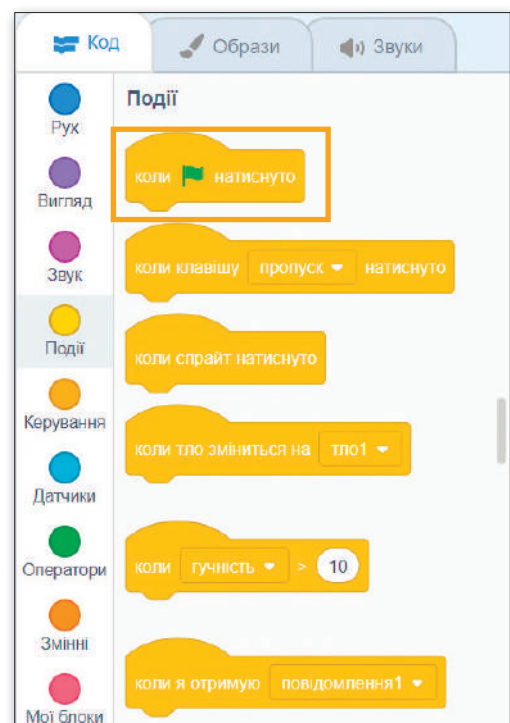 Код
Образи
Звуки
Рух
Вигляд
Звук
Події
Керування
Датчики
Оператори
Змінні
Мої блоки
Події
коли натиснуто
коли клавішу пропуск натиснуто
коли спрайт натиснуто
коли тло зміниться на тло1
коли гучність > 10
коли я отримую повідомлення1